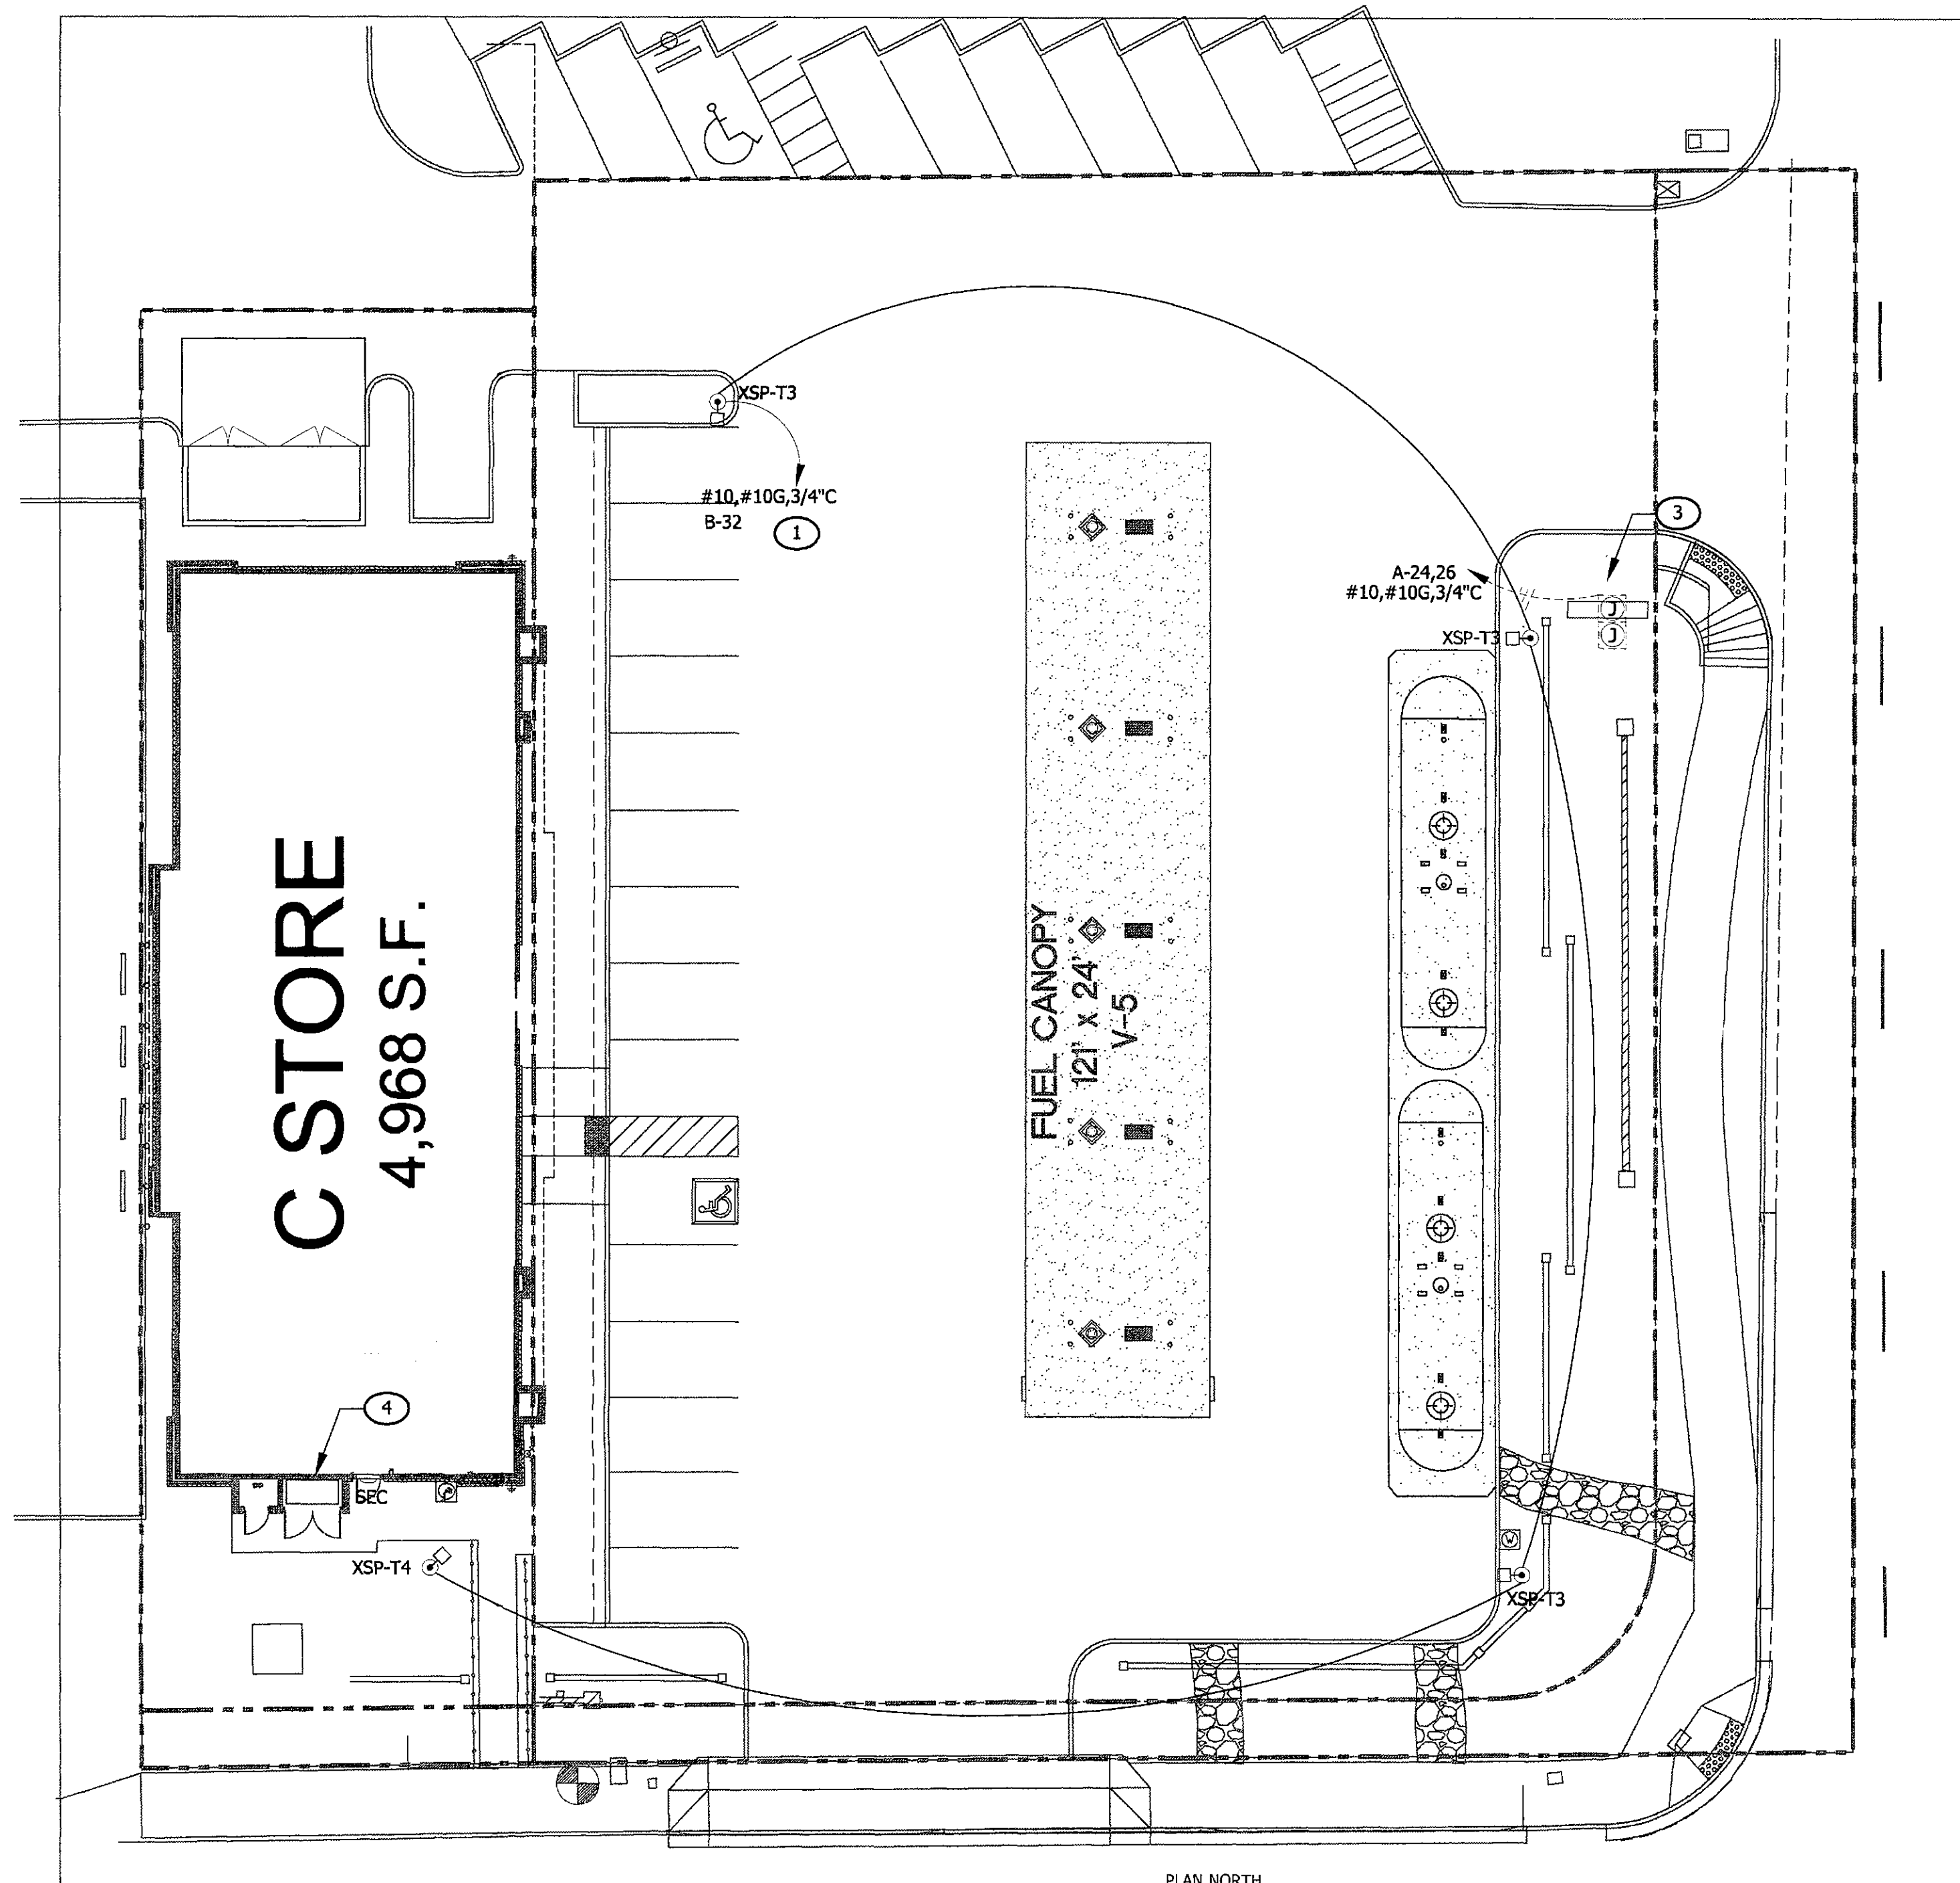 XSP-T3
#10,#10G,3/4"C
B-32
1
3
A-24,26
#10,#10G,3/4"C
J
XSP-T3
J
C STORE
4,968 S.F.
FUEL CANOPY
121' x 24'
V-5
4
SEC
W
XSP-T4
XSP-T3
PLAN NORTH